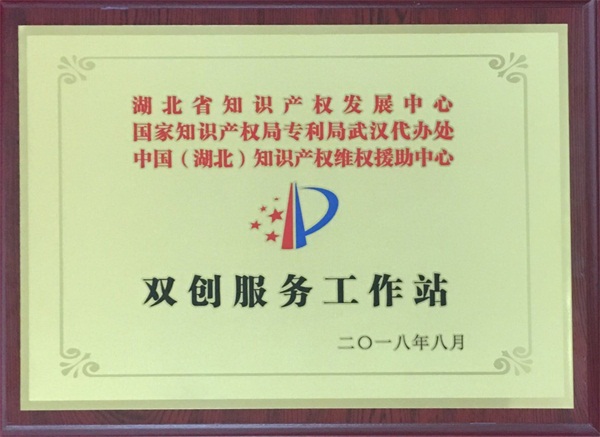 湖北省知识产权发展中心
国家知识产权局专利局武汉代办处
中国（湖北）知识产权维权援助中心
双创服务工作站
二〇一八年八月